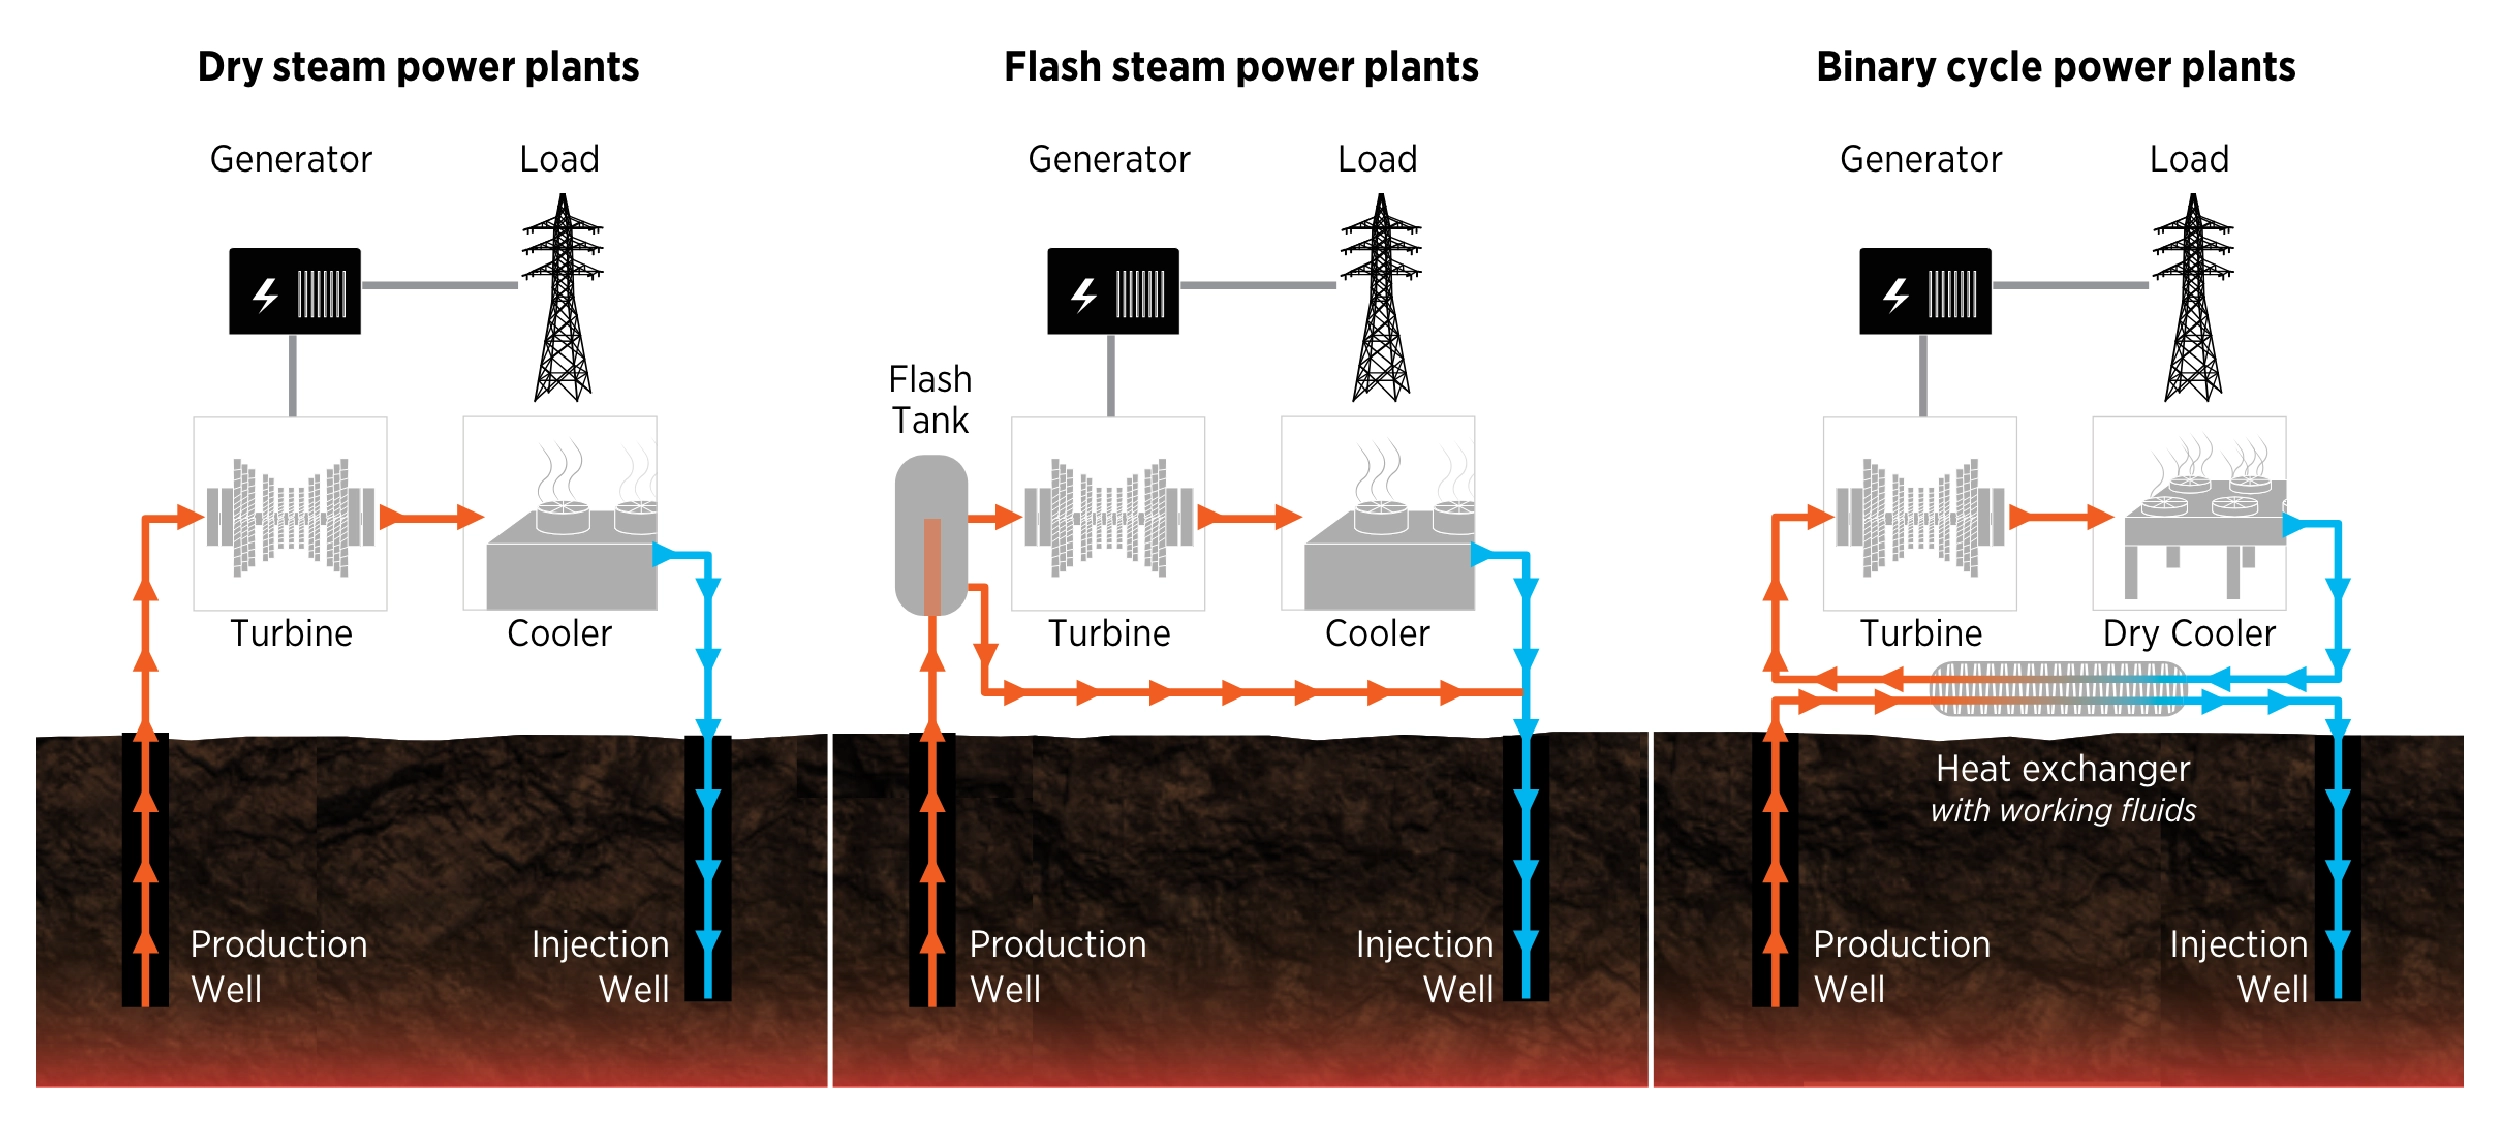 Dry steam power plants
Generator
Load
Turbine
Cooler
Production
Well
Injection
Well
Flash steam power plants
Generator
Load
Flash
Tank
Turbine
Cooler
Production
Well
Injection
Well
Binary cycle power plants
Generator
Load
Turbine
Dry Cooler
Heat exchanger
with working fluids
Production
Well
Injection
Well